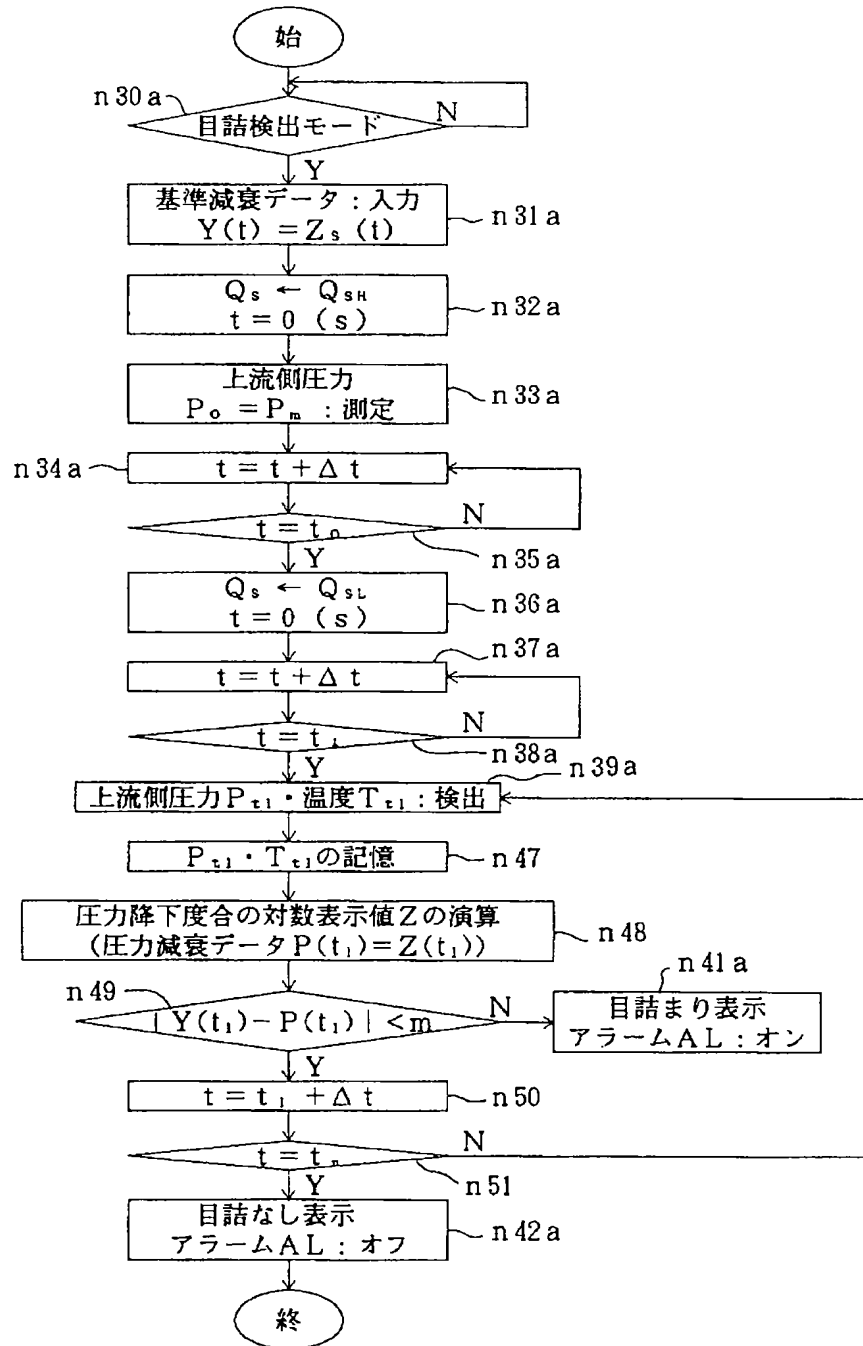 始
n30a
目詰検出モード
N
Y
基準減衰データ:入力
Y(t)=Zs(t)
n31a
Qs ← QsH
t=0 (s)
n32a
上流側圧力
Po=Pm :測定
n33a
n34a
t=t+Δt
t=to
N
n35a
Y
Qs ← QsL
t=0 (s)
n36a
n37a
t=t+Δt
t=t1
N
n38a
Y
n39a
上流側圧力Pt1・温度Tt1:検出
Pt1・Tt1の記憶
n47
圧力降下度合の対数表示値Zの演算
(圧力減衰データP(t1)=Z(t1))
n48
n49
|Y(t1)-P(t1)|<m
N
n41a
目詰まり表示
アラームAL:オン
Y
t=t1+Δt
n50
t=tn
N
n51
Y
目詰なし表示
アラームAL:オフ
n42a
終